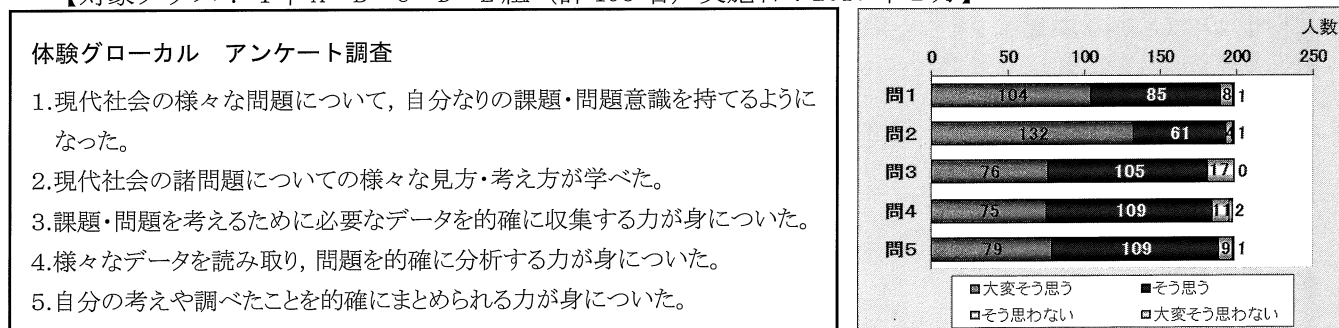 体験グローカル アンケート調査
1.現代社会の様々な問題について，自分なりの課題・問題意識を持てるように
なった。
2.現代社会の諸問題についての様々な見方・考え方が学べた。
3.課題・問題を考えるために必要なデータを的確に収集する力が身についた。
4.様々なデータを読み取り，問題を的確に分析する力が身についた。
5.自分の考えや調べたことを的確にまとめられる力が身についた。
人数
0 50 100 150 200 250
問1 104 85 8 1
問2 132 61 4 1
問3 76 105 17 0
問4 75 109 11 2
問5 79 109 9 1
■大変そう思う ■そう思う
□そう思わない □大変そう思わない